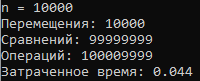 n = 10000
Перемещения: 10000
Сравнений: 99999999
Операций: 100009999
Затраченное время: 0.044